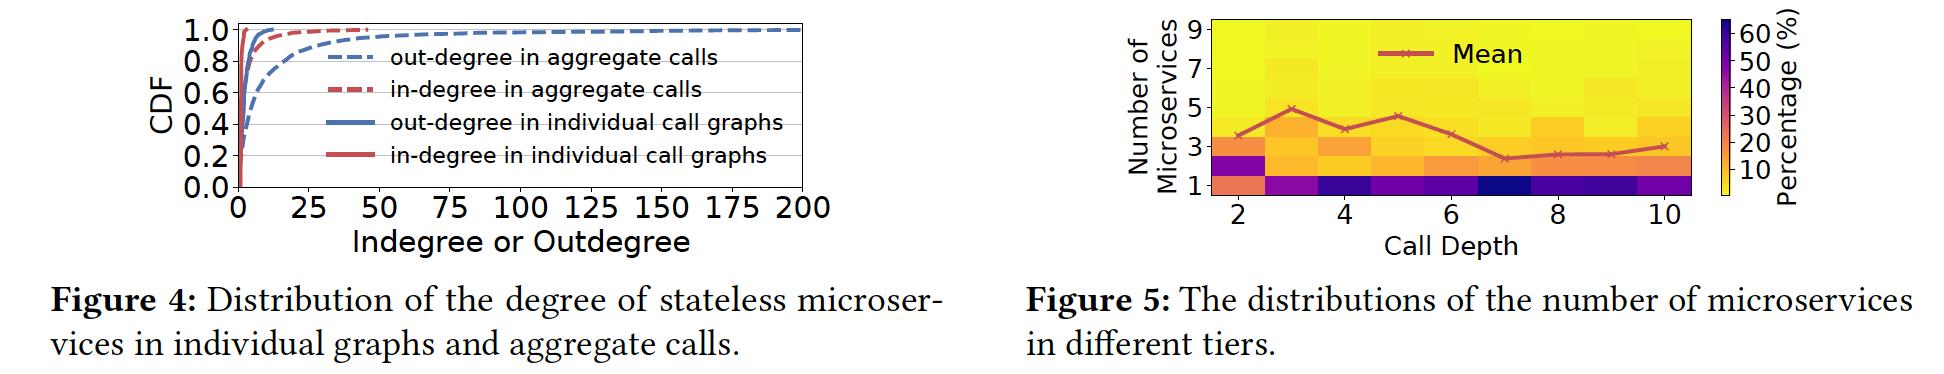 1.0
0.8
0.6
0.4
0.2
0.0
CDF
out-degree in aggregate calls
in-degree in aggregate calls
out-degree in individual call graphs
in-degree in individual call graphs
0 25 50 75 100 125 150 175 200
Indegree or Outdegree
Figure 4: Distribution of the degree of stateless microser-
vices in individual graphs and aggregate calls.
Number of
Microservices
9
7
5
3
1
Mean
2 4 6 8 10
Call Depth
60
50
40
30
20
10
Percentage (%)
Figure 5: The distributions of the number of microservices
in different tiers.